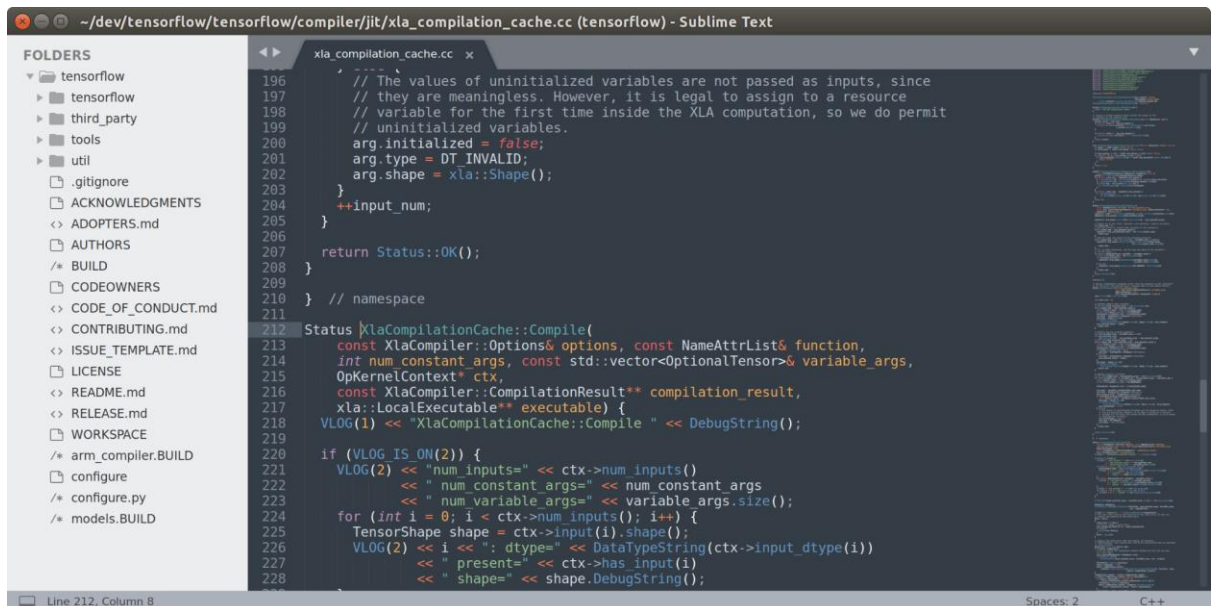 ~/dev/tensorflow/tensorflow/compiler/jit/xla_compilation_cache.cc (tensorflow) - Sublime Text
FOLDERS
tensorflow
tensorflow
third_party
tools
util
.gitignore
ACKNOWLEDGMENTS
<> ADOPTERS.md
AUTHORS
/* BUILD
CODEOWNERS
<> CODE_OF_CONDUCT.md
<> CONTRIBUTING.md
<> ISSUE_TEMPLATE.md
LICENSE
<> README.md
<> RELEASE.md
WORKSPACE
/* arm_compiler.BUILD
configure
/* configure.py
/* models.BUILD
xla_compilation_cache.cc x
196 // The values of uninitialized variables are not passed as inputs, since
197 // they are meaningless. However, it is legal to assign to a resource
198 // variable for the first time inside the XLA computation, so we do permit
199 // uninitialized variables.
200 arg.initialized = false;
201 arg.type = DT_INVALID;
202 arg.shape = xla::Shape();
203 }
204 ++input_num;
205 }
206
207 return Status::OK();
208 }
209
210 } // namespace
211
212 Status XlaCompilationCache::Compile(
213 const XlaCompiler::Options& options, const NameAttrList& function,
214 int num_constant_args, const std::vector<OptionalTensor>& variable_args,
215 OpKernelContext* ctx,
216 const XlaCompiler::CompilationResult** compilation_result,
217 xla::LocalExecutable** executable) {
218 VLOG(1) << "XlaCompilationCache::Compile " << DebugString();
219
220 if (VLOG_IS_ON(2)) {
221 VLOG(2) << "num_inputs=" << ctx->num_inputs()
222 << " num_constant_args=" << num_constant_args
223 << " num_variable_args=" << variable_args.size();
224 for (int i = 0; i < ctx->num_inputs(); i++) {
225 TensorShape shape = ctx->input(i).shape();
226 VLOG(2) << i << ": dtype=" << DataTypeString(ctx->input_dtype(i))
227 << " present=" << ctx->has_input(i)
228 << " shape=" << shape.DebugString();
Line 212, Column 8
Spaces: 2
C++